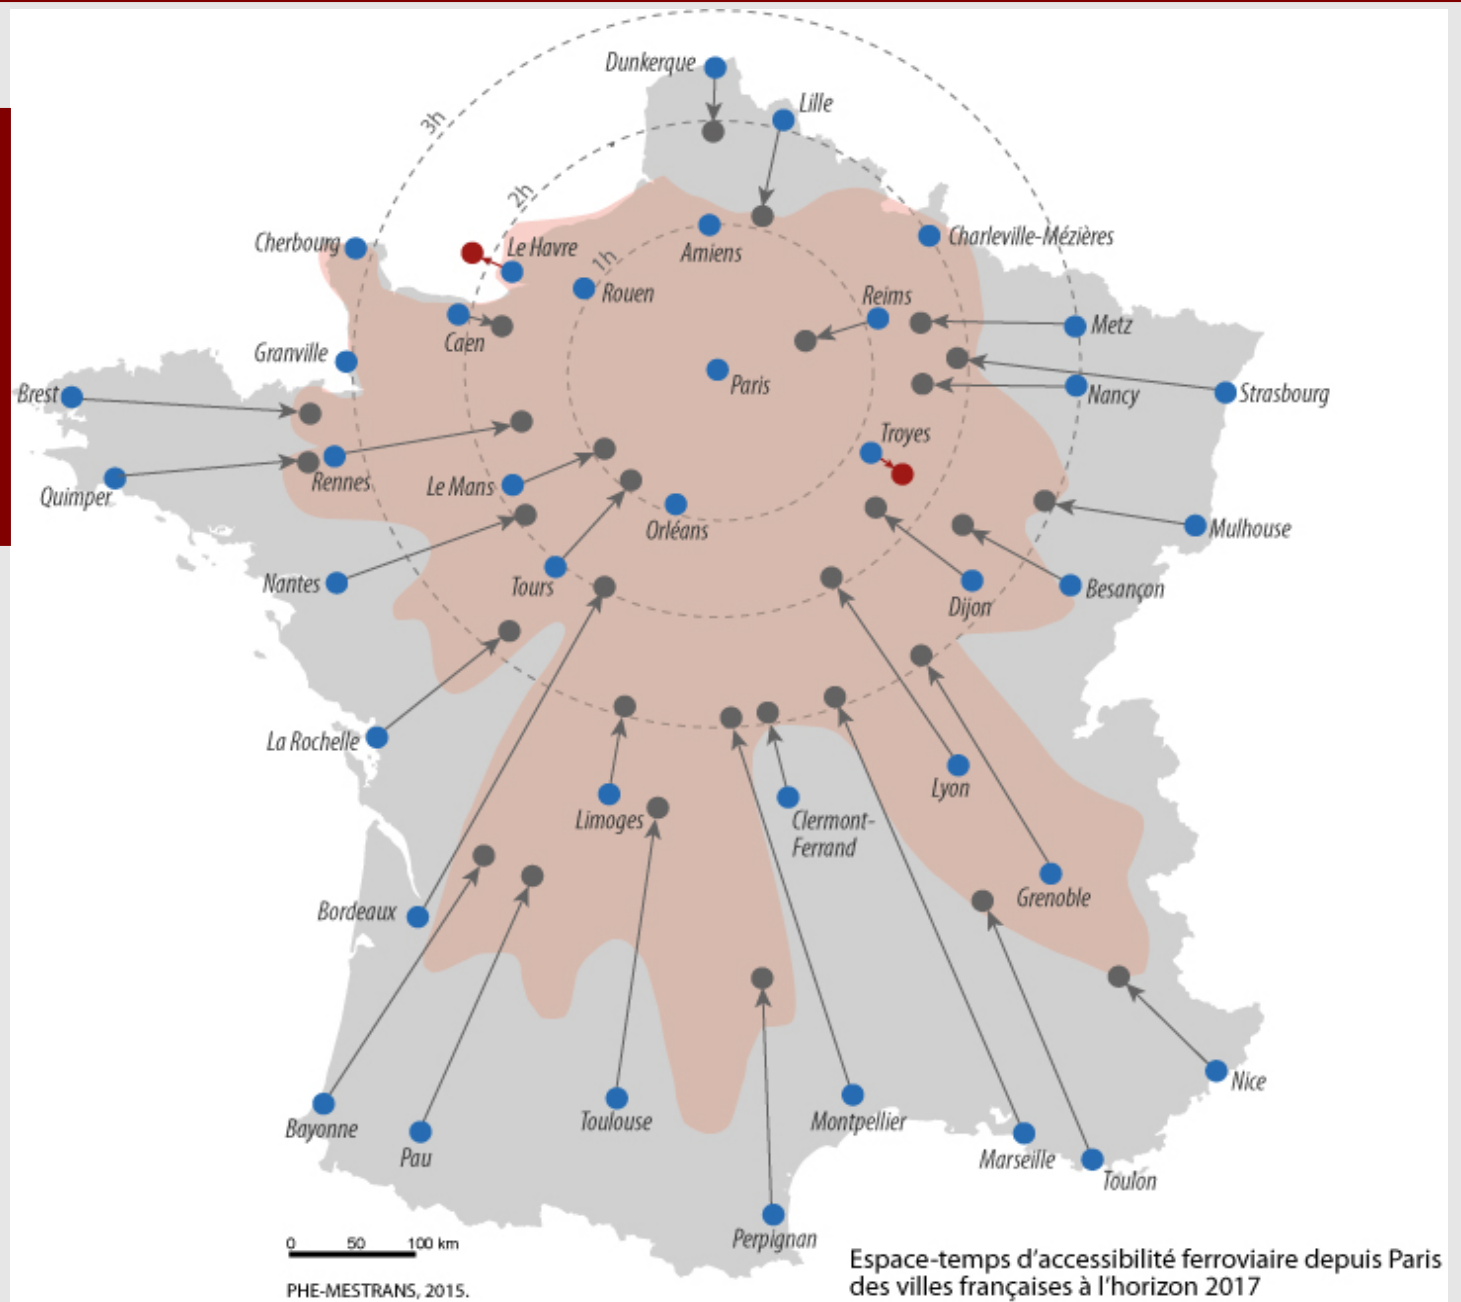 Dunkerque
Lille
3h
2h
Cherbourg
Le Havre
Amiens
Charleville-Mézières
1h
Rouen
Reims
Caen
Metz
Granville
Paris
Brest
Nancy
Strasbourg
Troyes
Rennes
Le Mans
Quimper
Orléans
Mulhouse
Nantes
Tours
Dijon
Besançon
La Rochelle
Lyon
Limoges
Clermont-
Ferrand
Grenoble
Bordeaux
Nice
Bayonne
Toulouse
Montpellier
Pau
Marseille
Toulon
Perpignan
0 50 100 km
Espace-temps d'accessibilité ferroviaire depuis Paris
des villes françaises à l'horizon 2017
PHE-MESTRANS, 2015.